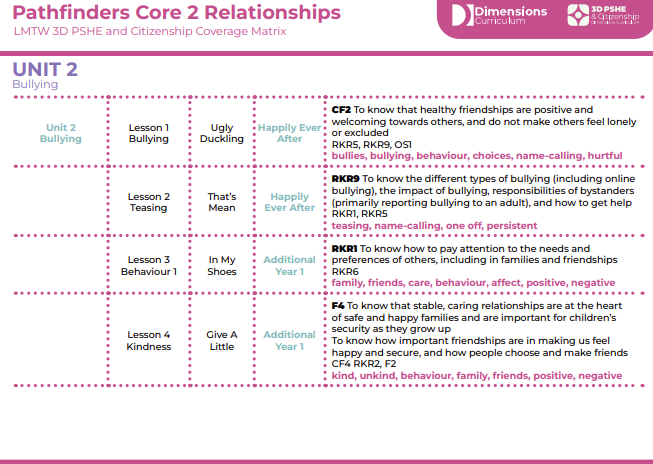 Pathfinders Core 2 Relationships
LMTW 3D PSHE and Citizenship Coverage Matrix
Dimensions
Curriculum
3D PSHE
& Citizenship
UNIT 2
Bullying
Unit 2
Bullying
Lesson 1
Bullying
Ugly
Duckling
Happily Ever
After
CF2 To know that healthy friendships are positive and
welcoming towards others, and do not make others feel lonely
or excluded
RKR5, RKR9, OS1
bullies, bullying, behaviour, choices, name-calling, hurtful
Lesson 2
Teasing
That's
Mean
Happily
Ever After
RKR9 To know the different types of bullying (including online
bullying), the impact of bullying, responsibilities of bystanders
(primarily reporting bullying to an adult), and how to get help
RKR1, RKR5
teasing, name-calling, one off, persistent
Lesson 3
Behaviour 1
In My
Shoes
Additional
Year 1
RKR1 To know how to pay attention to the needs and
preferences of others, including in families and friendships
RKR6
family, friends, care, behaviour, affect, positive, negative
Lesson 4
Kindness
Give A
Little
Additional
Year 1
F4 To know that stable, caring relationships are at the heart
of safe and happy families and are important for children's
security as they grow up
To know how important friendships are in making us feel
happy and secure, and how people choose and make friends
CF4 RKR2, F2
kind, unkind, behaviour, family, friends, positive, negative